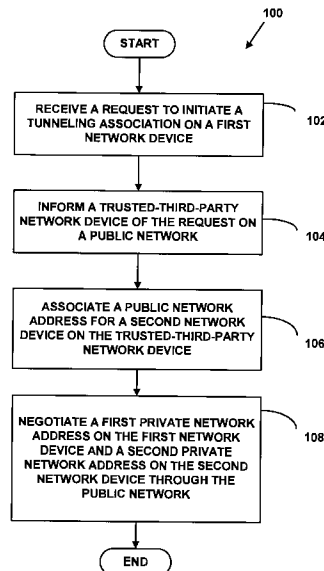 100
START
RECEIVE A REQUEST TO INITIATE A
TUNNELING ASSOCIATION ON A FIRST
NETWORK DEVICE
102
INFORM A TRUSTED-THIRD-PARTY
NETWORK DEVICE OF THE REQUEST ON
A PUBLIC NETWORK
104
ASSOCIATE A PUBLIC NETWORK
ADDRESS FOR A SECOND NETWORK
DEVICE ON THE TRUSTED-THIRD-PARTY
NETWORK DEVICE
106
NEGOTIATE A FIRST PRIVATE NETWORK
ADDRESS ON THE FIRST NETWORK
DEVICE AND A SECOND PRIVATE
NETWORK ADDRESS ON THE SECOND
NETWORK DEVICE THROUGH THE
PUBLIC NETWORK
108
END